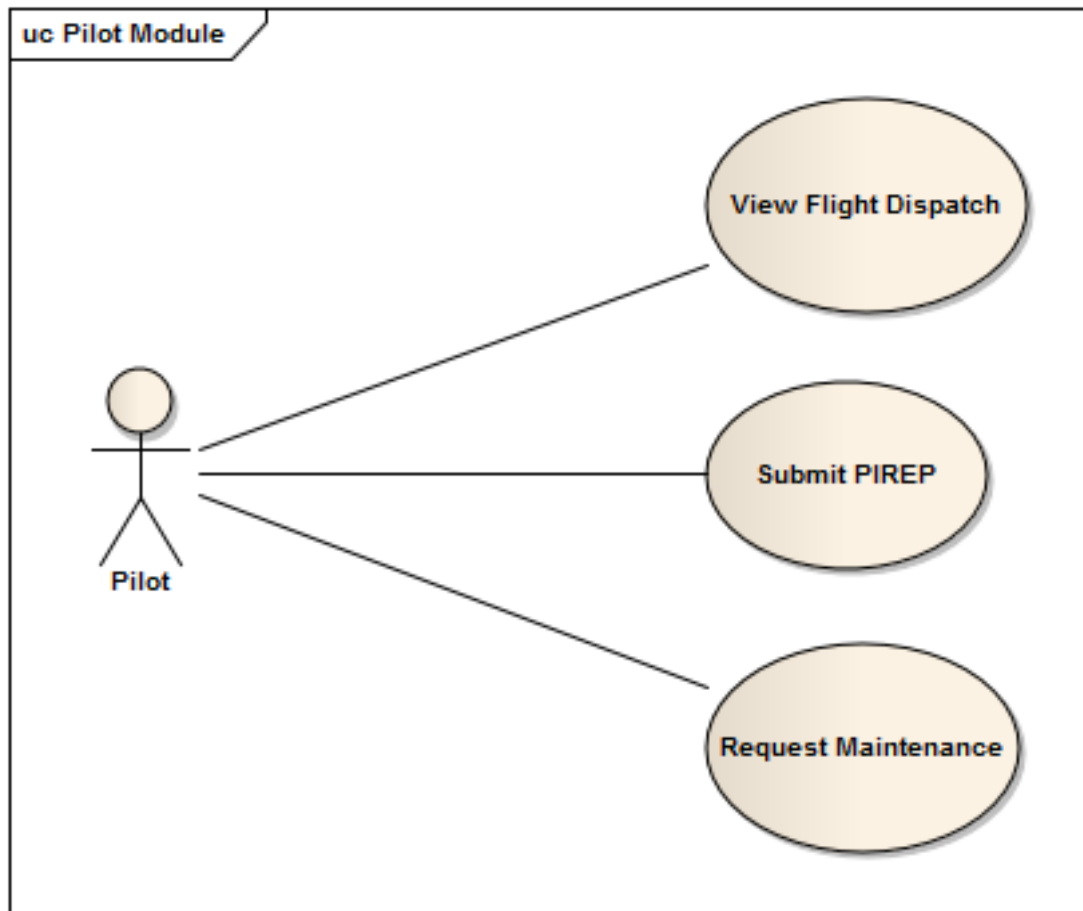 uc Pilot Module
View Flight Dispatch
Submit PIREP
Pilot
Request Maintenance